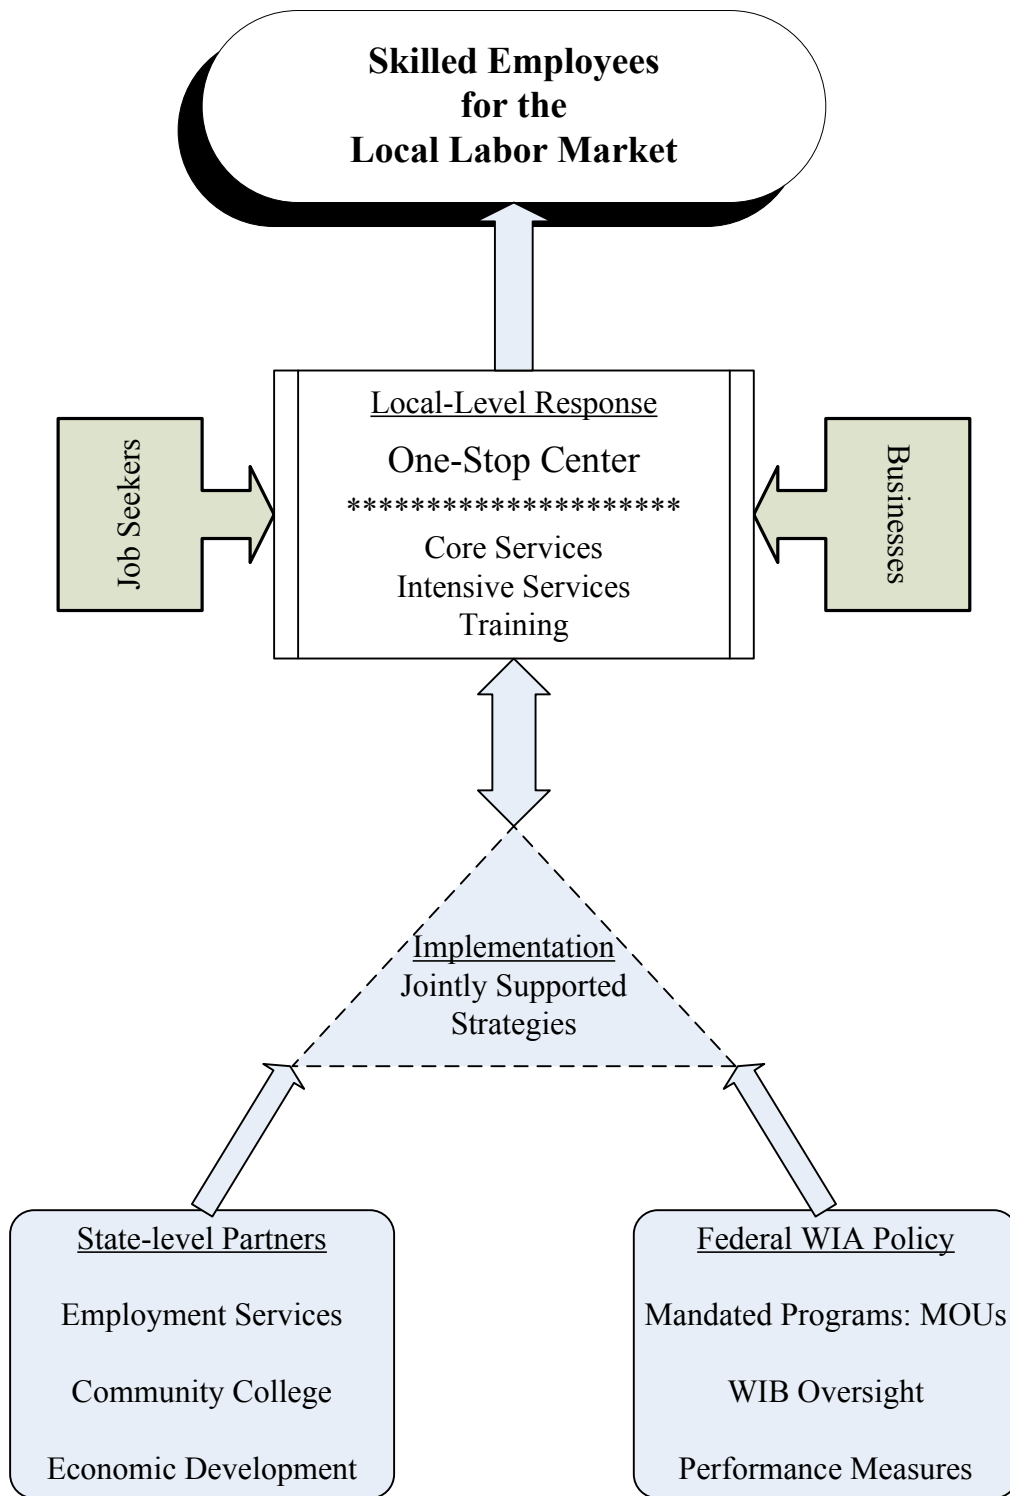 Skilled Employees
for the
Local Labor Market
Local-Level Response
One-Stop Center
*********************
Core Services
Intensive Services
Training
Job Seekers
Businesses
Implementation
Jointly Supported
Strategies
State-level Partners
Employment Services
Community College
Economic Development
Federal WIA Policy
Mandated Programs: MOUs
WIB Oversight
Performance Measures